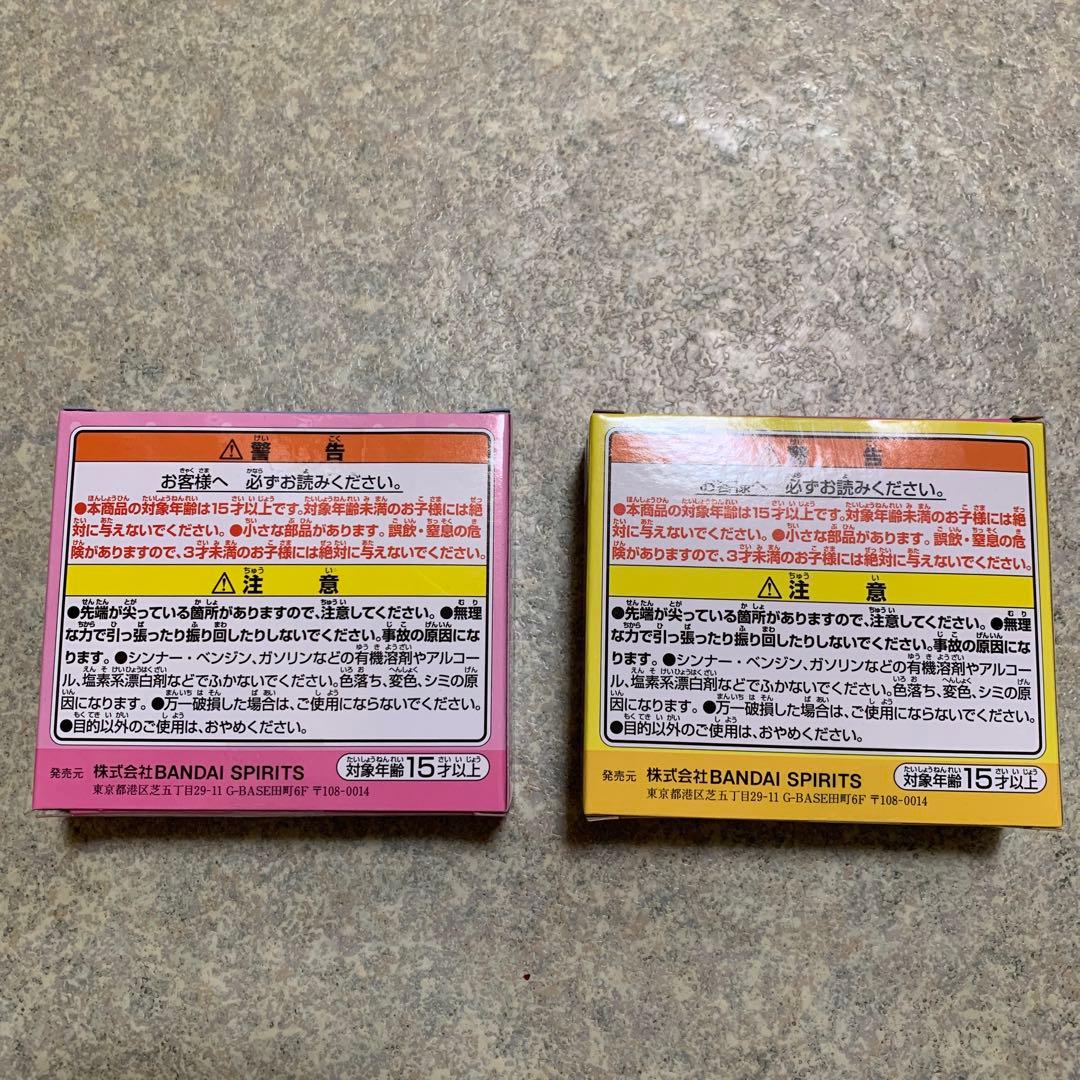 ⚠警告
お客様へ 必ずお読みください。
●本商品の対象年齢は15才以上です。対象年齢未満のお子様には絶
対に与えないでください。●小さな部品があります。誤飲・窒息の危
険がありますので、3才未満のお子様には絶対に与えないでください。
⚠注意
●先端が尖っている箇所がありますので、注意してください。●無理
な力で引っ張ったり振り回したりしないでください。事故の原因にな
ります。●シンナー・ベンジン、ガソリンなどの有機溶剤やアルコー
ル、塩素系漂白剤などでふかないでください。色落ち、変色、シミの原
因になります。●万一破損した場合は、ご使用にならないでください。
●目的以外のご使用は、おやめください。
発売元 株式会社BANDAI SPIRITS 対象年齢15才以上
東京都港区芝五丁目29-11 G-BASE田町6F 〒108-0014
⚠警告
お客様へ 必ずお読みください。
●本商品の対象年齢は15才以上です。対象年齢未満のお子様には絶
対に与えないでください。●小さな部品があります。誤飲・窒息の危
険がありますので、3才未満のお子様には絶対に与えないでください。
⚠注意
●先端が尖っている箇所がありますので、注意してください。●無理
な力で引っ張ったり振り回したりしないでください。事故の原因にな
ります。●シンナー・ベンジン、ガソリンなどの有機溶剤やアルコー
ル、塩素系漂白剤などでふかないでください。色落ち、変色、シミの原
因になります。●万一破損した場合は、ご使用にならないでください。
●目的以外のご使用は、おやめください。
発売元 株式会社BANDAI SPIRITS 対象年齢15才以上
東京都港区芝五丁目29-11 G-BASE田町6F 〒108-0014